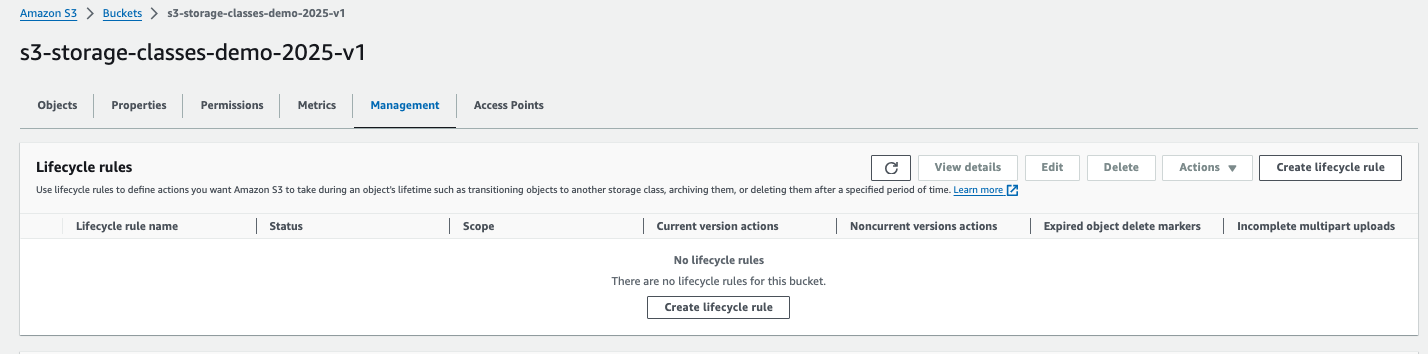 Amazon S3 > Buckets > s3-storage-classes-demo-2025-v1
s3-storage-classes-demo-2025-v1
Objects Properties Permissions Metrics Management Access Points
Lifecycle rules View details Edit Delete Actions Create lifecycle rule
Use lifecycle rules to define actions you want Amazon S3 to take during an object's lifetime such as transitioning objects to another storage class, archiving them, or deleting them after a specified period of time. Learn more
Lifecycle rule name Status Scope Current version actions Noncurrent versions actions Expired object delete markers Incomplete multipart uploads
No lifecycle rules
There are no lifecycle rules for this bucket.
Create lifecycle rule